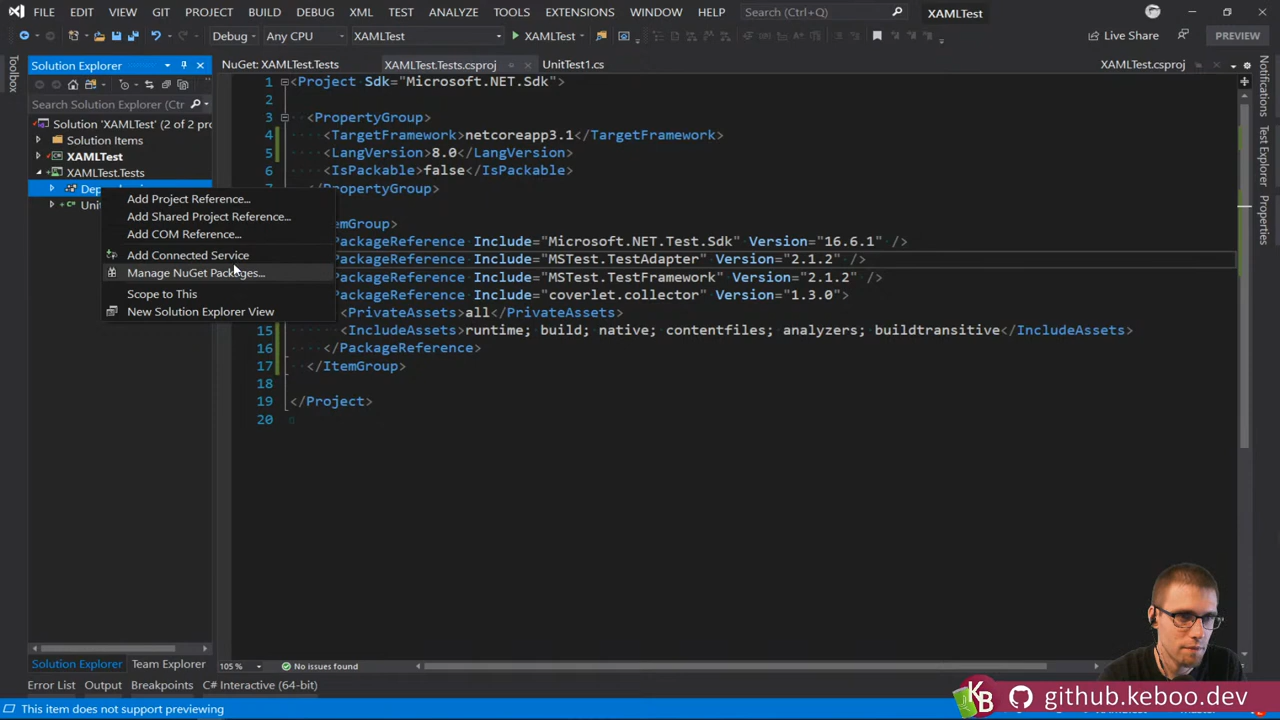 FILE EDIT VIEW GIT PROJECT BUILD DEBUG XML TEST ANALYZE TOOLS EXTENSIONS WINDOW HELP Search (Ctrl+Q) XAMLTest
Debug Any CPU XAMLTest XAMLTest Live Share PREVIEW
Toolbox
Solution Explorer
Search Solution Explorer (Ctr
Solution 'XAMLTest' (2 of 2 pro
Solution Items
XAMLTest
XAMLTest.Tests
Dep
Uni
Add Project Reference...
Add Shared Project Reference...
Add COM Reference...
Add Connected Service
Manage NuGet Packages...
Scope to This
New Solution Explorer View
NuGet: XAMLTest.Tests XAMLTest.Tests.csproj UnitTest1.cs XAMLTest.csproj
1 <Project Sdk="Microsoft.NET.Sdk">
2
3 <PropertyGroup>
4 <TargetFramework>netcoreapp3.1</TargetFramework>
5 <LangVersion>8.0</LangVersion>
6 <IsPackable>false</IsPackable>
</PropertyGroup>
emGroup>
PackageReference Include="Microsoft.NET.Test.Sdk" Version="16.6.1" />
PackageReference Include="MSTest.TestAdapter" Version="2.1.2" />
PackageReference Include="MSTest.TestFramework" Version="2.1.2" />
PackageReference Include="coverlet.collector" Version="1.3.0">
<PrivateAssets>all</PrivateAssets>
15 <IncludeAssets>runtime; build; native; contentfiles; analyzers; buildtransitive</IncludeAssets>
16 </PackageReference>
17 </ItemGroup>
18
19 </Project>
20
Notifications
Test Explorer
Properties
105 % No issues found
Solution Explorer Team Explorer
Error List Output Breakpoints C# Interactive (64-bit)
This item does not support previewing
KB github.keboo.dev